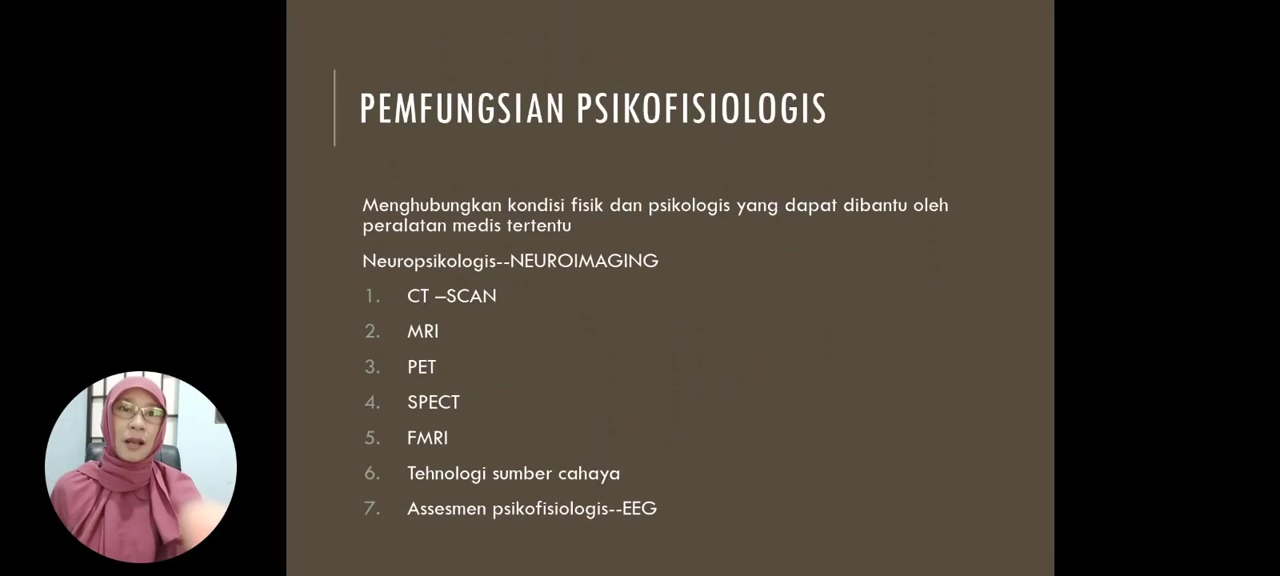 PEMFUNGSIAN PSIKOFISIOLOGIS
Menghubungkan kondisi fisik dan psikologis yang dapat dibantu oleh
peralatan medis tertentu
Neuropsikologis--NEUROIMAGING
1. CT –SCAN
2. MRI
3. PET
4. SPECT
5. FMRI
6. Tehnologi sumber cahaya
7. Assesmen psikofisiologis--EEG